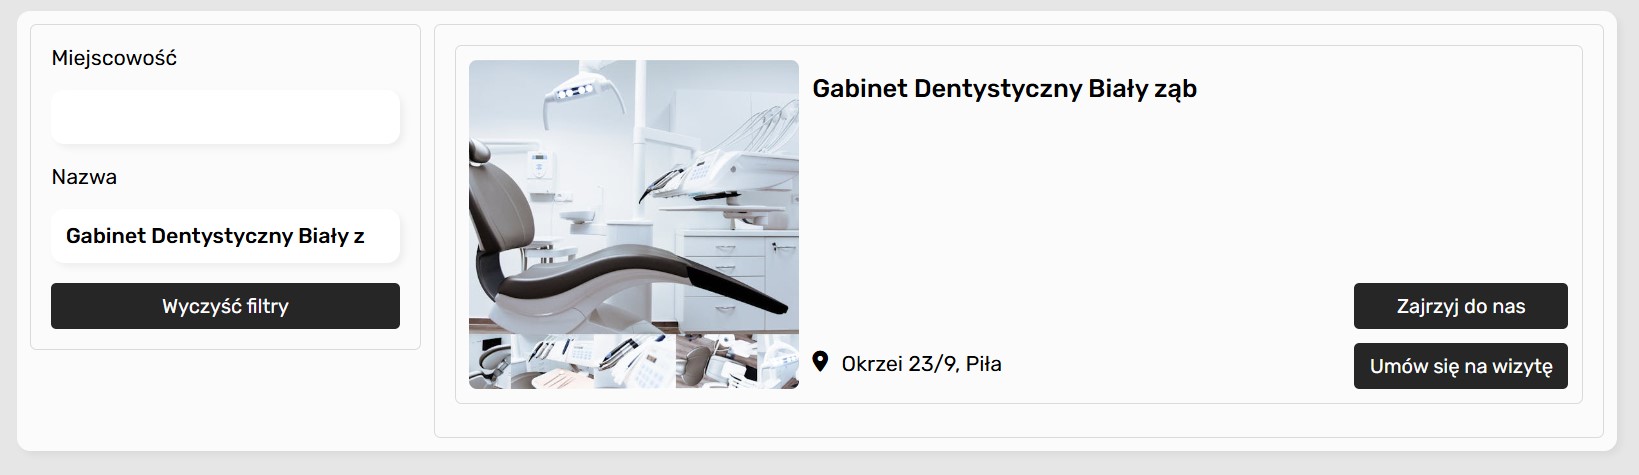 Miejscowość
Nazwa
Gabinet Dentystyczny Biały z
Wyczyść filtry
Gabinet Dentystyczny Biały ząb
Okrzei 23/9, Piła
Zajrzyj do nas
Umów się na wizytę